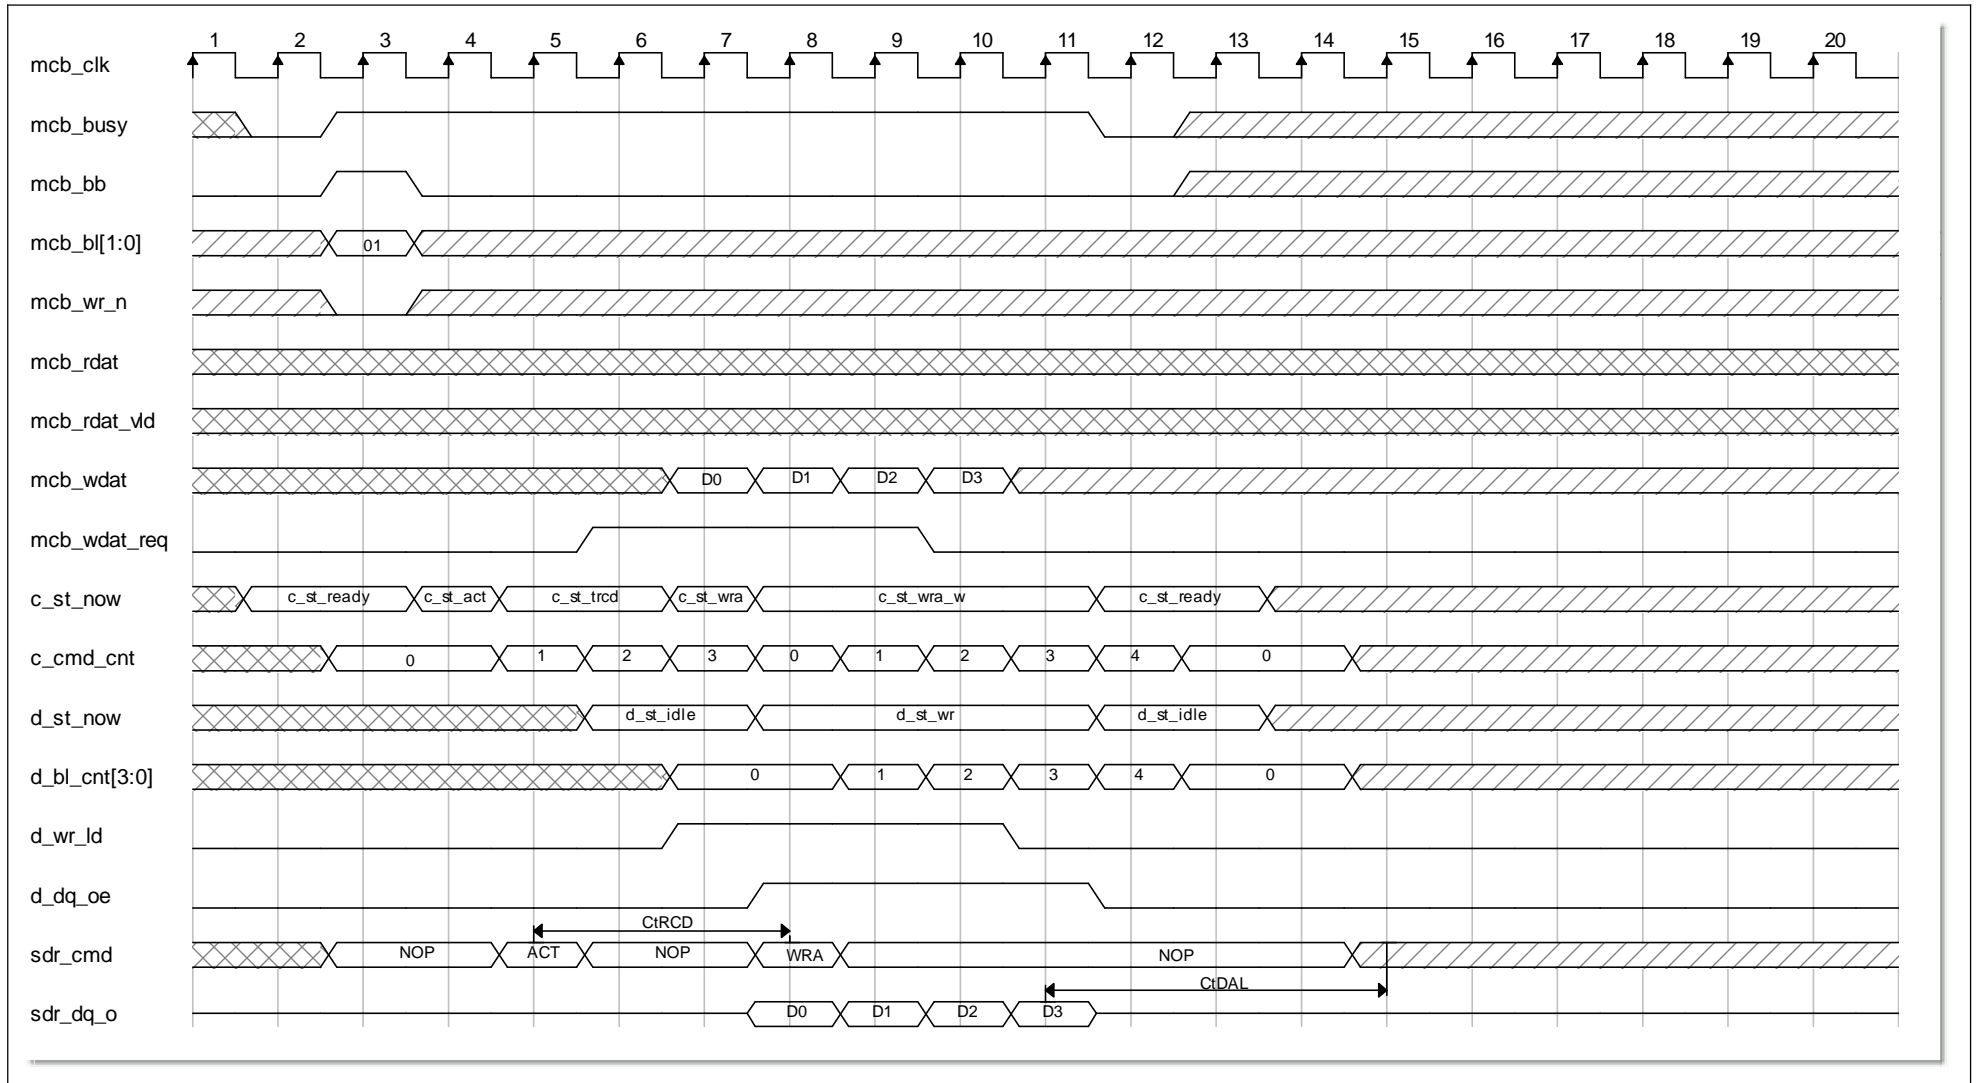 1 2 3 4 5 6 7 8 9 10 11 12 13 14 15 16 17 18 19 20
mcb_clk
mcb_busy
mcb_bb
mcb_bl[1:0] 01
mcb_wr_n
mcb_rdat
mcb_rdat_vld
mcb_wdat D0 D1 D2 D3
mcb_wdat_req
c_st_now c_st_ready c_st_act c_st_trcd c_st_wra c_st_wra_w c_st_ready
c_cmd_cnt 0 1 2 3 0 1 2 3 4 0
d_st_now d_st_idle d_st_wr d_st_idle
d_bl_cnt[3:0] 0 1 2 3 4 0
d_wr_ld
d_dq_oe
CtRCD
sdr_cmd NOP ACT NOP WRA NOP
CtDAL
sdr_dq_o D0 D1 D2 D3